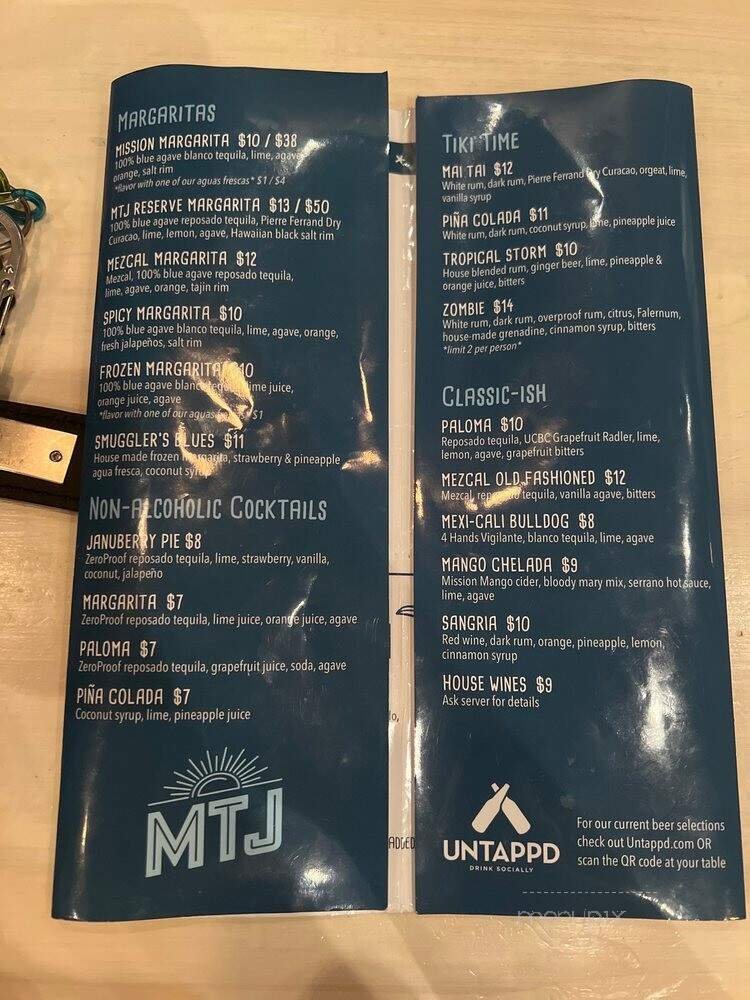 MARGARITAS
MISSION MARGARITA $10 / $38
100% blue agave blanco tequila, lime, agave
orange, salt rim
*flavor with one of our aguas frescas* $1 / $4
MTJ RESERVE MARGARITA $13 / $50
100% blue agave reposado tequila, Pierre Ferrand Dry
Curacao, lime, lemon, agave, Hawaiian black salt rim
MEZCAL MARGARITA $12
Mezcal, 100% blue agave reposado tequila,
lime, agave, orange, tajin rim
SPICY MARGARITA $10
100% blue agave blanco tequila, lime, agave, orange,
fresh jalapeños, salt rim
FROZEN MARGARITA $10
100% blue agave blanco tequila, lime juice,
orange juice, agave
*flavor with one of our aguas $1
SMUGGLER'S BLUES $11
House made frozen margarita, strawberry & pineapple
agua fresca, coconut syrup
NON-ALCOHOLIC COCKTAILS
JANUBERRY PIE $8
ZeroProof reposado tequila, lime, strawberry, vanilla,
coconut, jalapeño
MARGARITA $7
ZeroProof reposado tequila, lime juice, orange juice, agave
PALOMA $7
ZeroProof reposado tequila, grapefruit juice, soda, agave
PIÑA COLADA $7
Coconut syrup, lime, pineapple juice
MTJ
TIKI TIME
MAI TAI $12
White rum, dark rum, Pierre Ferrand Dry Curacao, orgeat, lime,
vanilla syrup
PIÑA COLADA $11
White rum, dark rum, coconut syrup, lime, pineapple juice
TROPICAL STORM $10
House blended rum, ginger beer, lime, pineapple &
orange juice, bitters
ZOMBIE $14
White rum, dark rum, overproof rum, citrus, Falernum,
house-made grenadine, cinnamon syrup, bitters
*limit 2 per person*
CLASSIC-ISH
PALOMA $10
Reposado tequila, UCBC Grapefruit Radler, lime,
lemon, agave, grapefruit bitters
MEZCAL OLD FASHIONED $12
Mezcal, reposado tequila, vanilla agave, bitters
MEXI-CALI BULLDOG $8
4 Hands Vigilante, blanco tequila, lime, agave
MANGO CHELADA $9
Mission Mango cider, bloody mary mix, serrano hot sauce,
lime, agave
SANGRIA $10
Red wine, dark rum, orange, pineapple, lemon,
cinnamon syrup
HOUSE WINES $9
Ask server for details
UNTAPPD
DRINK SOCIALLY
For our current beer selections
check out Untappd.com OR
scan the QR code at your table
menupix